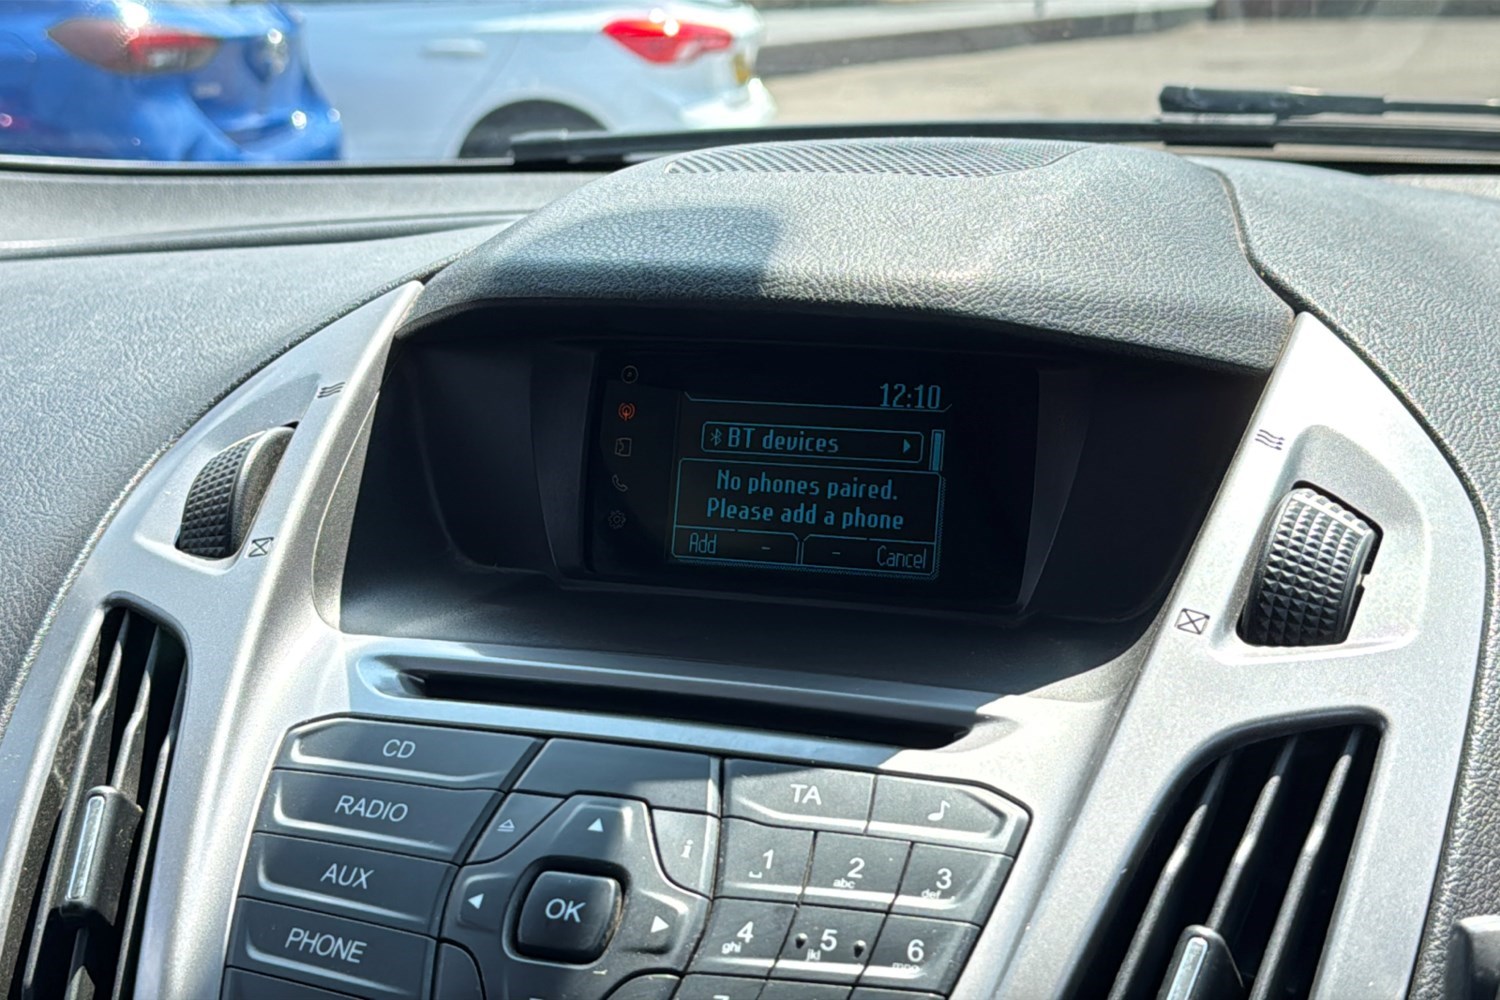 12:10
BT devices
No phones paired.
Please add a phone
Add - - Cancel
CD
RADIO
AUX
PHONE
i
OK
TA
1
2
abc
3
def
4
ghi
5
jkl
6
mno